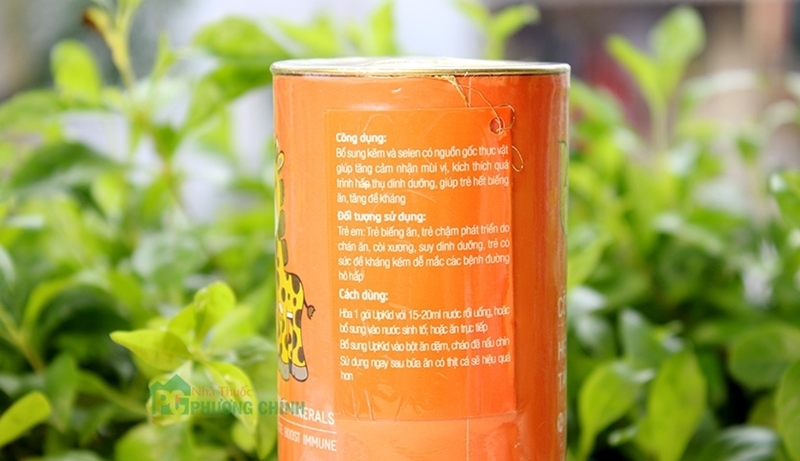 Công dụng:
Bổ sung kẽm và selen có nguồn gốc thực vật
giúp tăng cảm nhận mùi vị, kích thích quá
trình hấp thụ dinh dưỡng, giúp trẻ hết biếng
ăn, tăng đề kháng
Đối tượng sử dụng:
Trẻ em: Trẻ biếng ăn, trẻ chậm phát triển do
chán ăn, còi xương, suy dinh dưỡng, trẻ có
sức đề kháng kém dễ mắc các bệnh đường
hô hấp
Cách dùng:
Hòa 1 gói UpKid với 15-20ml nước rồi uống, hoặc
bổ sung vào nước sinh tố; hoặc ăn trực tiếp
Bổ sung UpKid vào bột ăn dặm, cháo đã nấu chín
Sử dụng ngay sau bữa ăn có thịt cá sẽ hiệu quả
hơn
Nhà Thuốc
PHƯƠNG CHÍNH
ERALS
BOOST IMMUNE